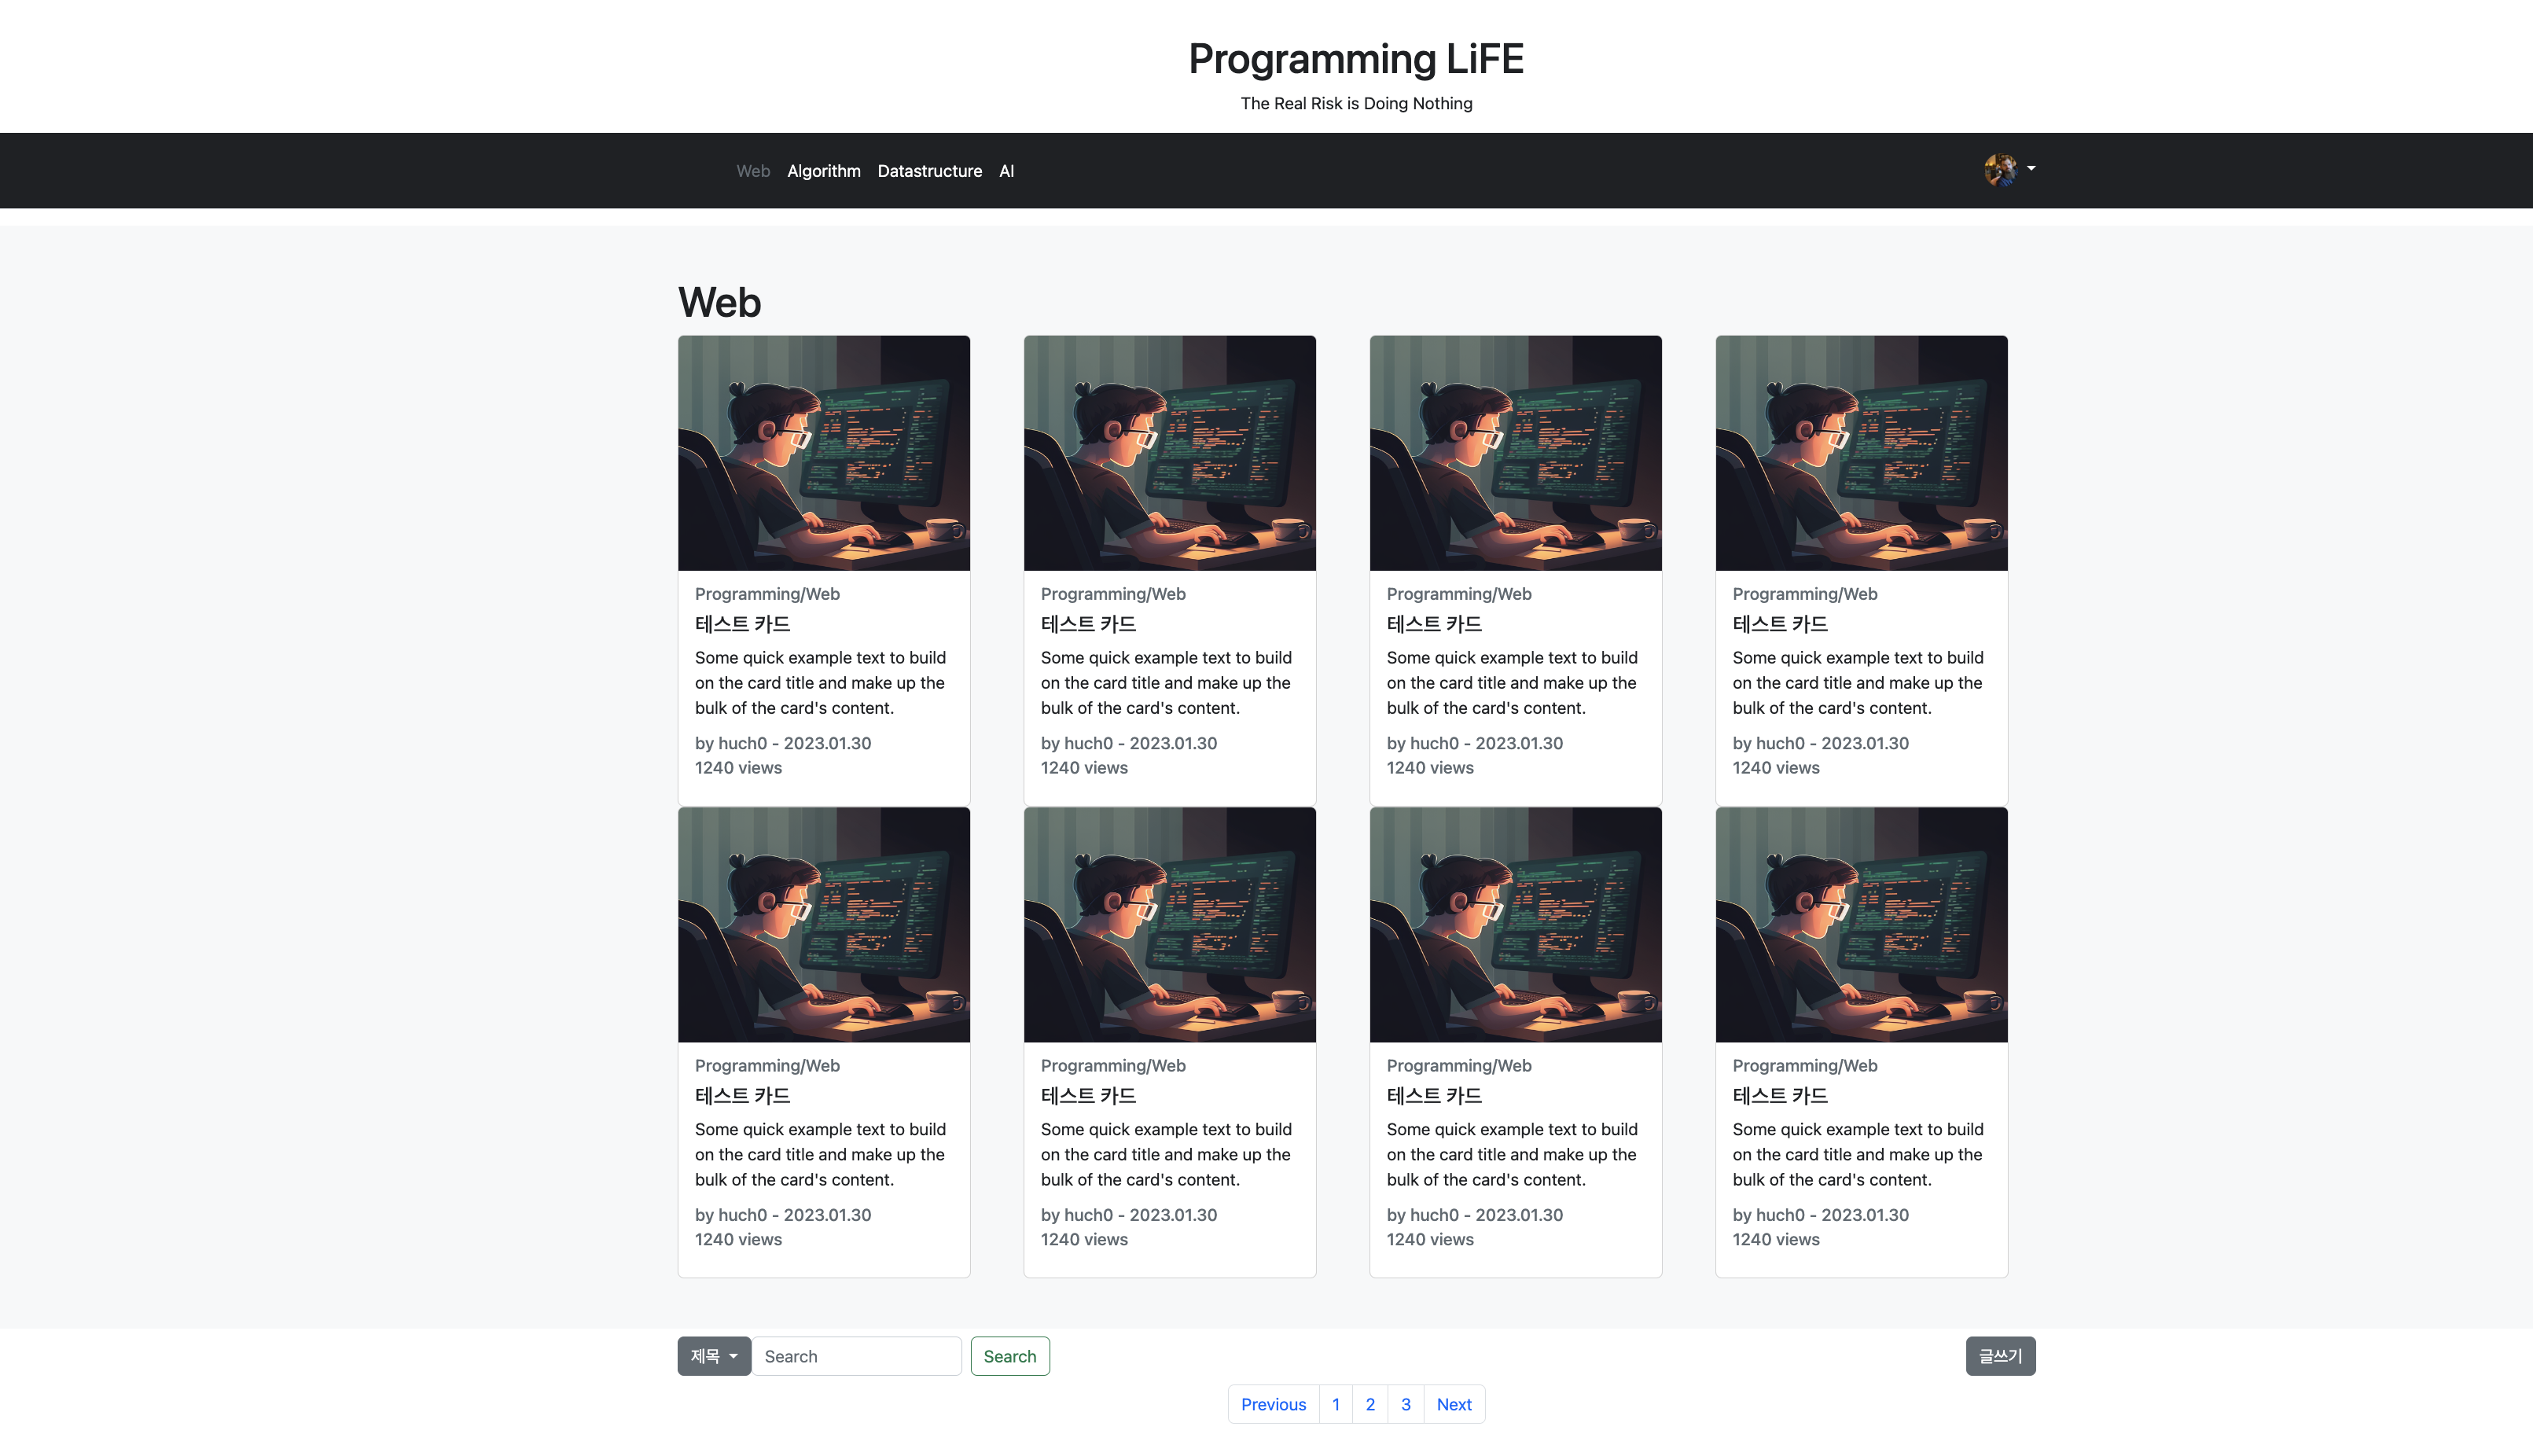 Programming LiFE
The Real Risk is Doing Nothing
Web Algorithm Datastructure AI
Web
Programming/Web
테스트 카드
Some quick example text to build
on the card title and make up the
bulk of the card's content.
by huch0 - 2023.01.30
1240 views
Programming/Web
테스트 카드
Some quick example text to build
on the card title and make up the
bulk of the card's content.
by huch0 - 2023.01.30
1240 views
Programming/Web
테스트 카드
Some quick example text to build
on the card title and make up the
bulk of the card's content.
by huch0 - 2023.01.30
1240 views
Programming/Web
테스트 카드
Some quick example text to build
on the card title and make up the
bulk of the card's content.
by huch0 - 2023.01.30
1240 views
Programming/Web
테스트 카드
Some quick example text to build
on the card title and make up the
bulk of the card's content.
by huch0 - 2023.01.30
1240 views
Programming/Web
테스트 카드
Some quick example text to build
on the card title and make up the
bulk of the card's content.
by huch0 - 2023.01.30
1240 views
Programming/Web
테스트 카드
Some quick example text to build
on the card title and make up the
bulk of the card's content.
by huch0 - 2023.01.30
1240 views
Programming/Web
테스트 카드
Some quick example text to build
on the card title and make up the
bulk of the card's content.
by huch0 - 2023.01.30
1240 views
제목 Search Search 글쓰기
Previous 1 2 3 Next